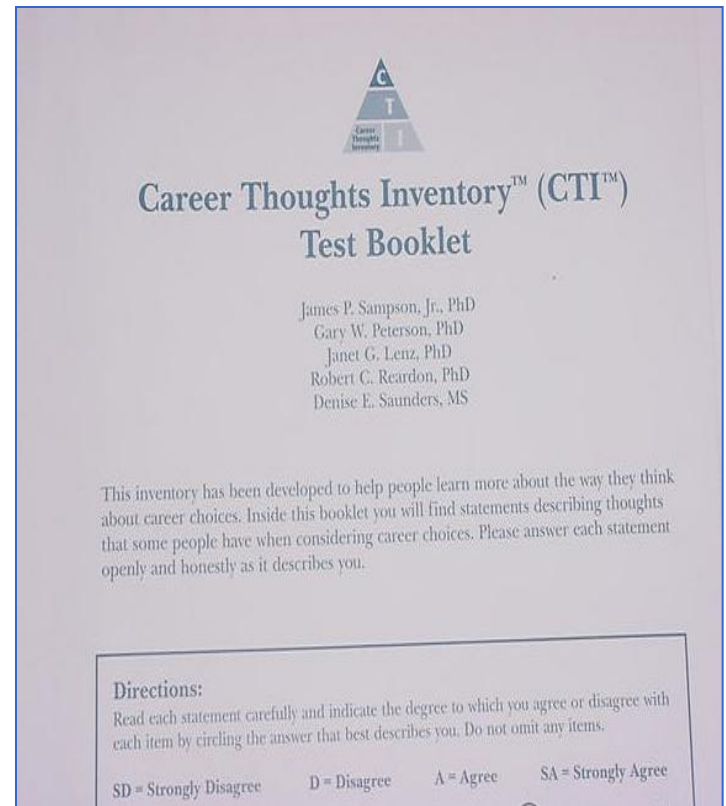 C
T
Career
Thoughts
Inventory
I
Career Thoughts Inventory™ (CTI™)
Test Booklet
James P. Sampson, Jr., PhD
Gary W. Peterson, PhD
Janet G. Lenz, PhD
Robert C. Reardon, PhD
Denise E. Saunders, MS
This inventory has been developed to help people learn more about the way they think
about career choices. Inside this booklet you will find statements describing thoughts
that some people have when considering career choices. Please answer each statement
openly and honestly as it describes you.
Directions:
Read each statement carefully and indicate the degree to which you agree or disagree with
each item by circling the answer that best describes you. Do not omit any items.
SD = Strongly Disagree D = Disagree A = Agree SA = Strongly Agree